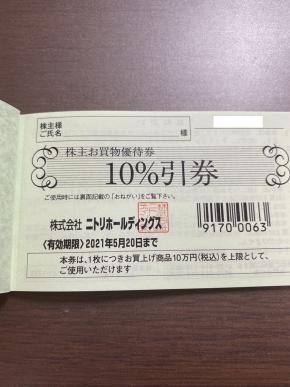 株主様
ご氏名 様
株主お買物優待券
10%引券
ご使用時には裏面記載の「おねがい」をご覧下さい。
株式会社 ニトリホールディングス
9170 0063
〈有効期限〉2021年5月20日まで
本券は、1枚につきお買上げ商品10万円(税込)を上限として、
ご使用いただけます